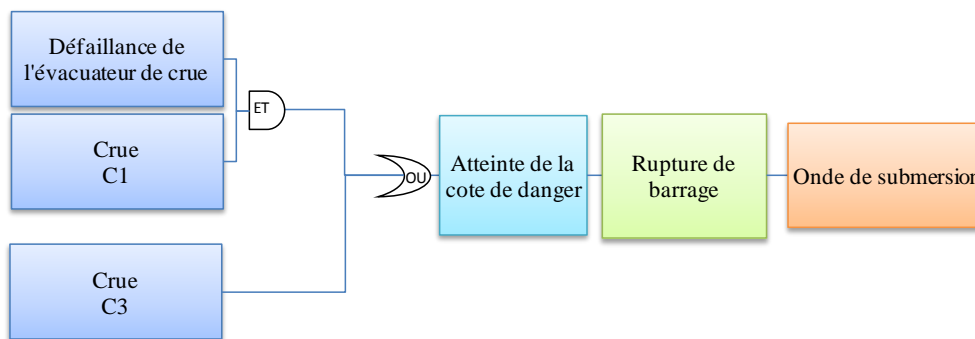 Défaillance de
l'évacuateur de crue
ET
Crue
C1
OU
Atteinte de la
cote de danger
Rupture de
barrage
Onde de submersion
Crue
C3